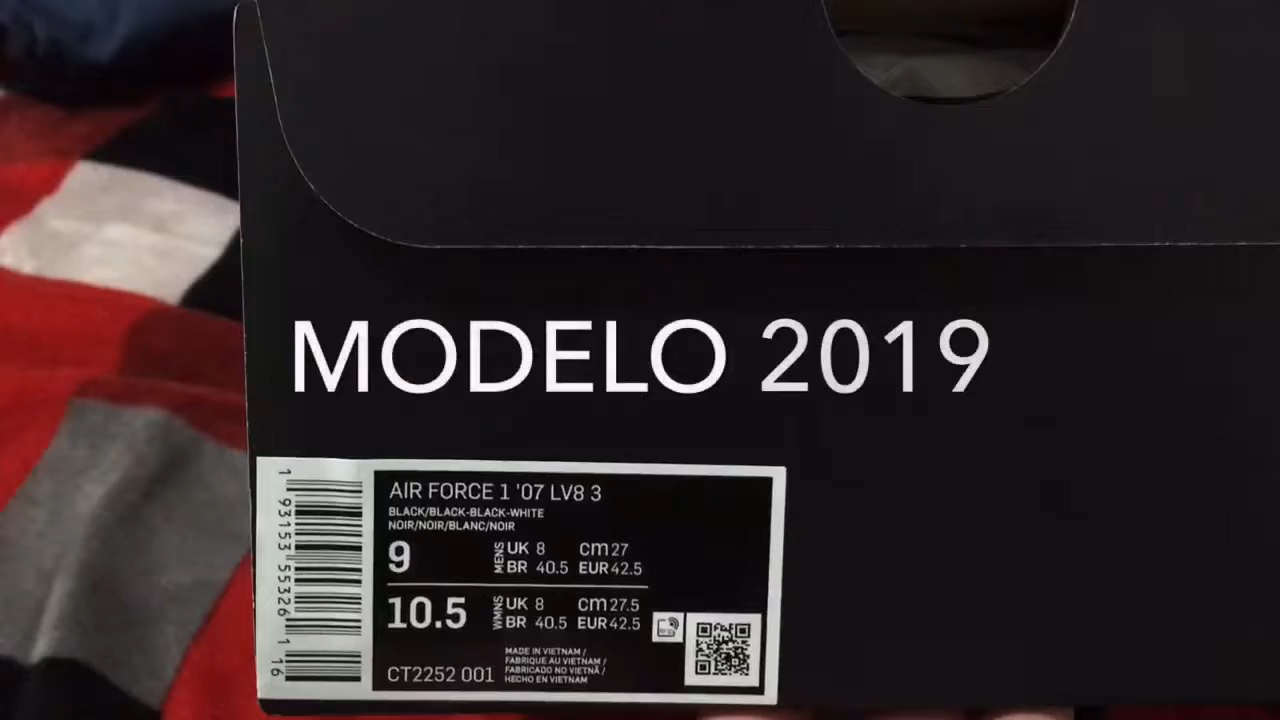 MODELO 2019
AIR FORCE 1 '07 LV8 3
BLACK/BLACK-BLACK-WHITE
NOIR/NOIR/BLANC/NOIR
9 MENS UK 8 CM 27
BR 40.5 EUR 42.5
10.5 WMNS UK 8 CM 27.5
BR 40.5 EUR 42.5
MADE IN VIETNAM /
FABRIQUE AU VIETNAM /
FABRICADO NO VIETNÃ /
HECHO EN VIETNAM
CT2252 001
1 93153 55326 1 16